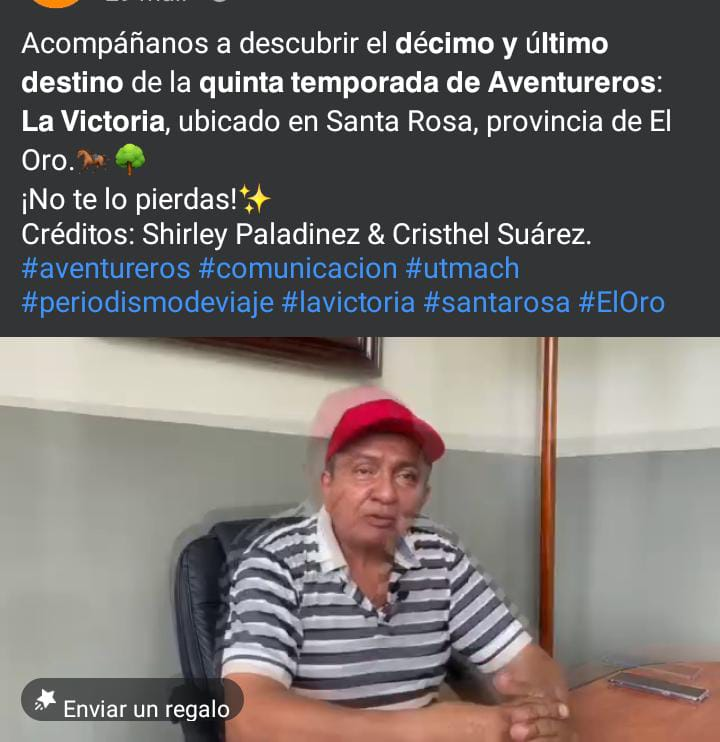 Acompáñanos a descubrir el décimo y último
destino de la quinta temporada de Aventureros:
La Victoria, ubicado en Santa Rosa, provincia de El
Oro.🐎🌳
¡No te lo pierdas!✨
Créditos: Shirley Paladinez & Cristhel Suárez.
#aventureros #comunicacion #utmach
#periodismodeviaje #lavictoria #santarosa #ElOro
Enviar un regalo